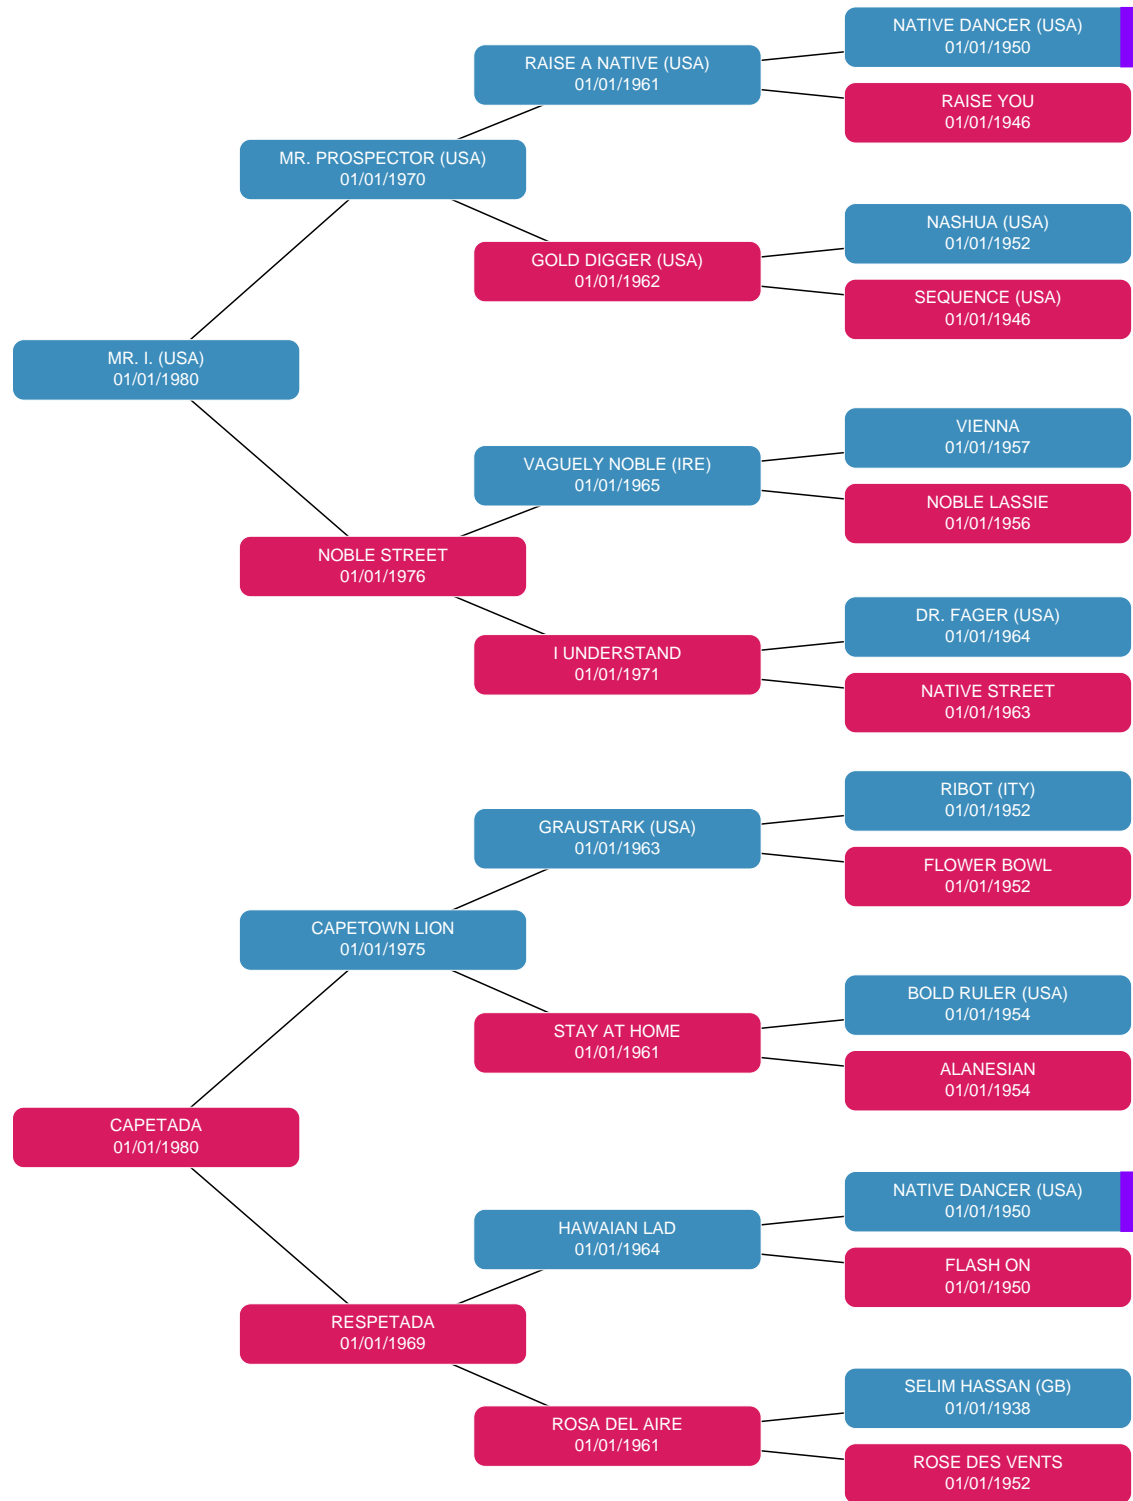 NATIVE DANCER (USA)
01/01/1950
RAISE A NATIVE (USA)
01/01/1961
RAISE YOU
01/01/1946
MR. PROSPECTOR (USA)
01/01/1970
NASHUA (USA)
01/01/1952
GOLD DIGGER (USA)
01/01/1962
SEQUENCE (USA)
01/01/1946
MR. I. (USA)
01/01/1980
VIENNA
01/01/1957
VAGUELY NOBLE (IRE)
01/01/1965
NOBLE LASSIE
01/01/1956
NOBLE STREET
01/01/1976
DR. FAGER (USA)
01/01/1964
I UNDERSTAND
01/01/1971
NATIVE STREET
01/01/1963
RIBOT (ITY)
01/01/1952
GRAUSTARK (USA)
01/01/1963
FLOWER BOWL
01/01/1952
CAPETOWN LION
01/01/1975
BOLD RULER (USA)
01/01/1954
STAY AT HOME
01/01/1961
ALANESIAN
01/01/1954
CAPETADA
01/01/1980
NATIVE DANCER (USA)
01/01/1950
HAWAIAN LAD
01/01/1964
FLASH ON
01/01/1950
RESPETADA
01/01/1969
SELIM HASSAN (GB)
01/01/1938
ROSA DEL AIRE
01/01/1961
ROSE DES VENTS
01/01/1952